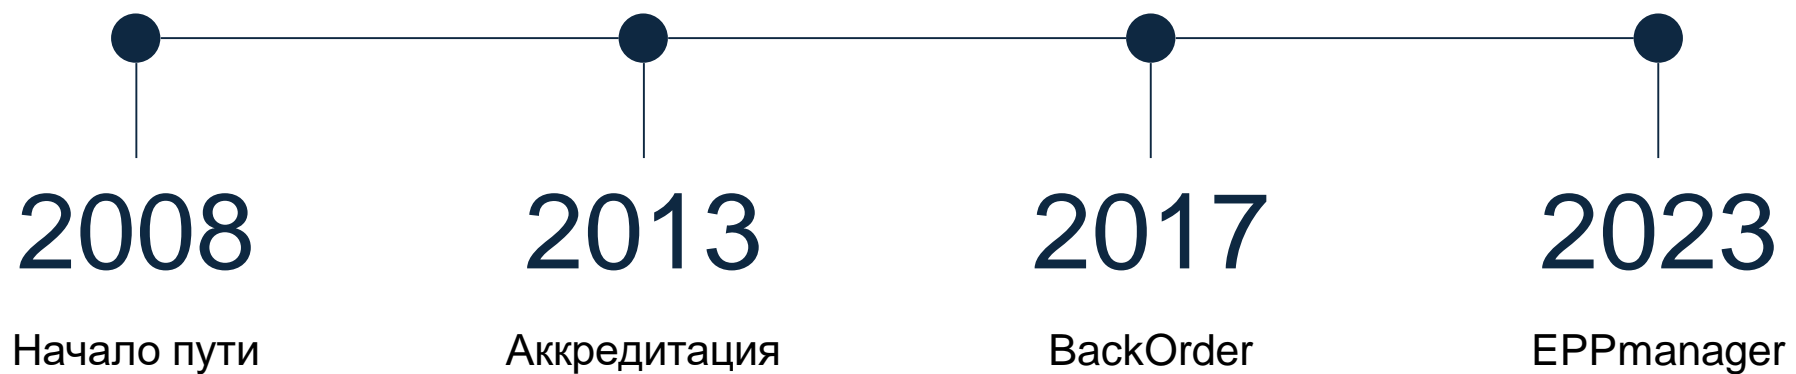 2008
2013
2017
2023
Начало пути
Аккредитация
BackOrder
EPPmanager